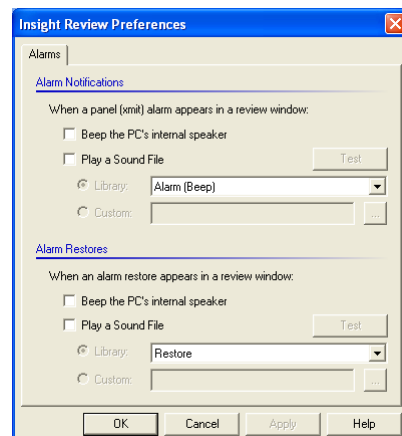 Insight Review Preferences
Alarms
Alarm Notifications
When a panel (xmit) alarm appears in a review window:
Beep the PC's internal speaker
Play a Sound File
Test
Library:
Alarm (Beep)
Custom:
...
Alarm Restores
When an alarm restore appears in a review window:
Beep the PC's internal speaker
Play a Sound File
Test
Library:
Restore
Custom:
...
OK
Cancel
Apply
Help